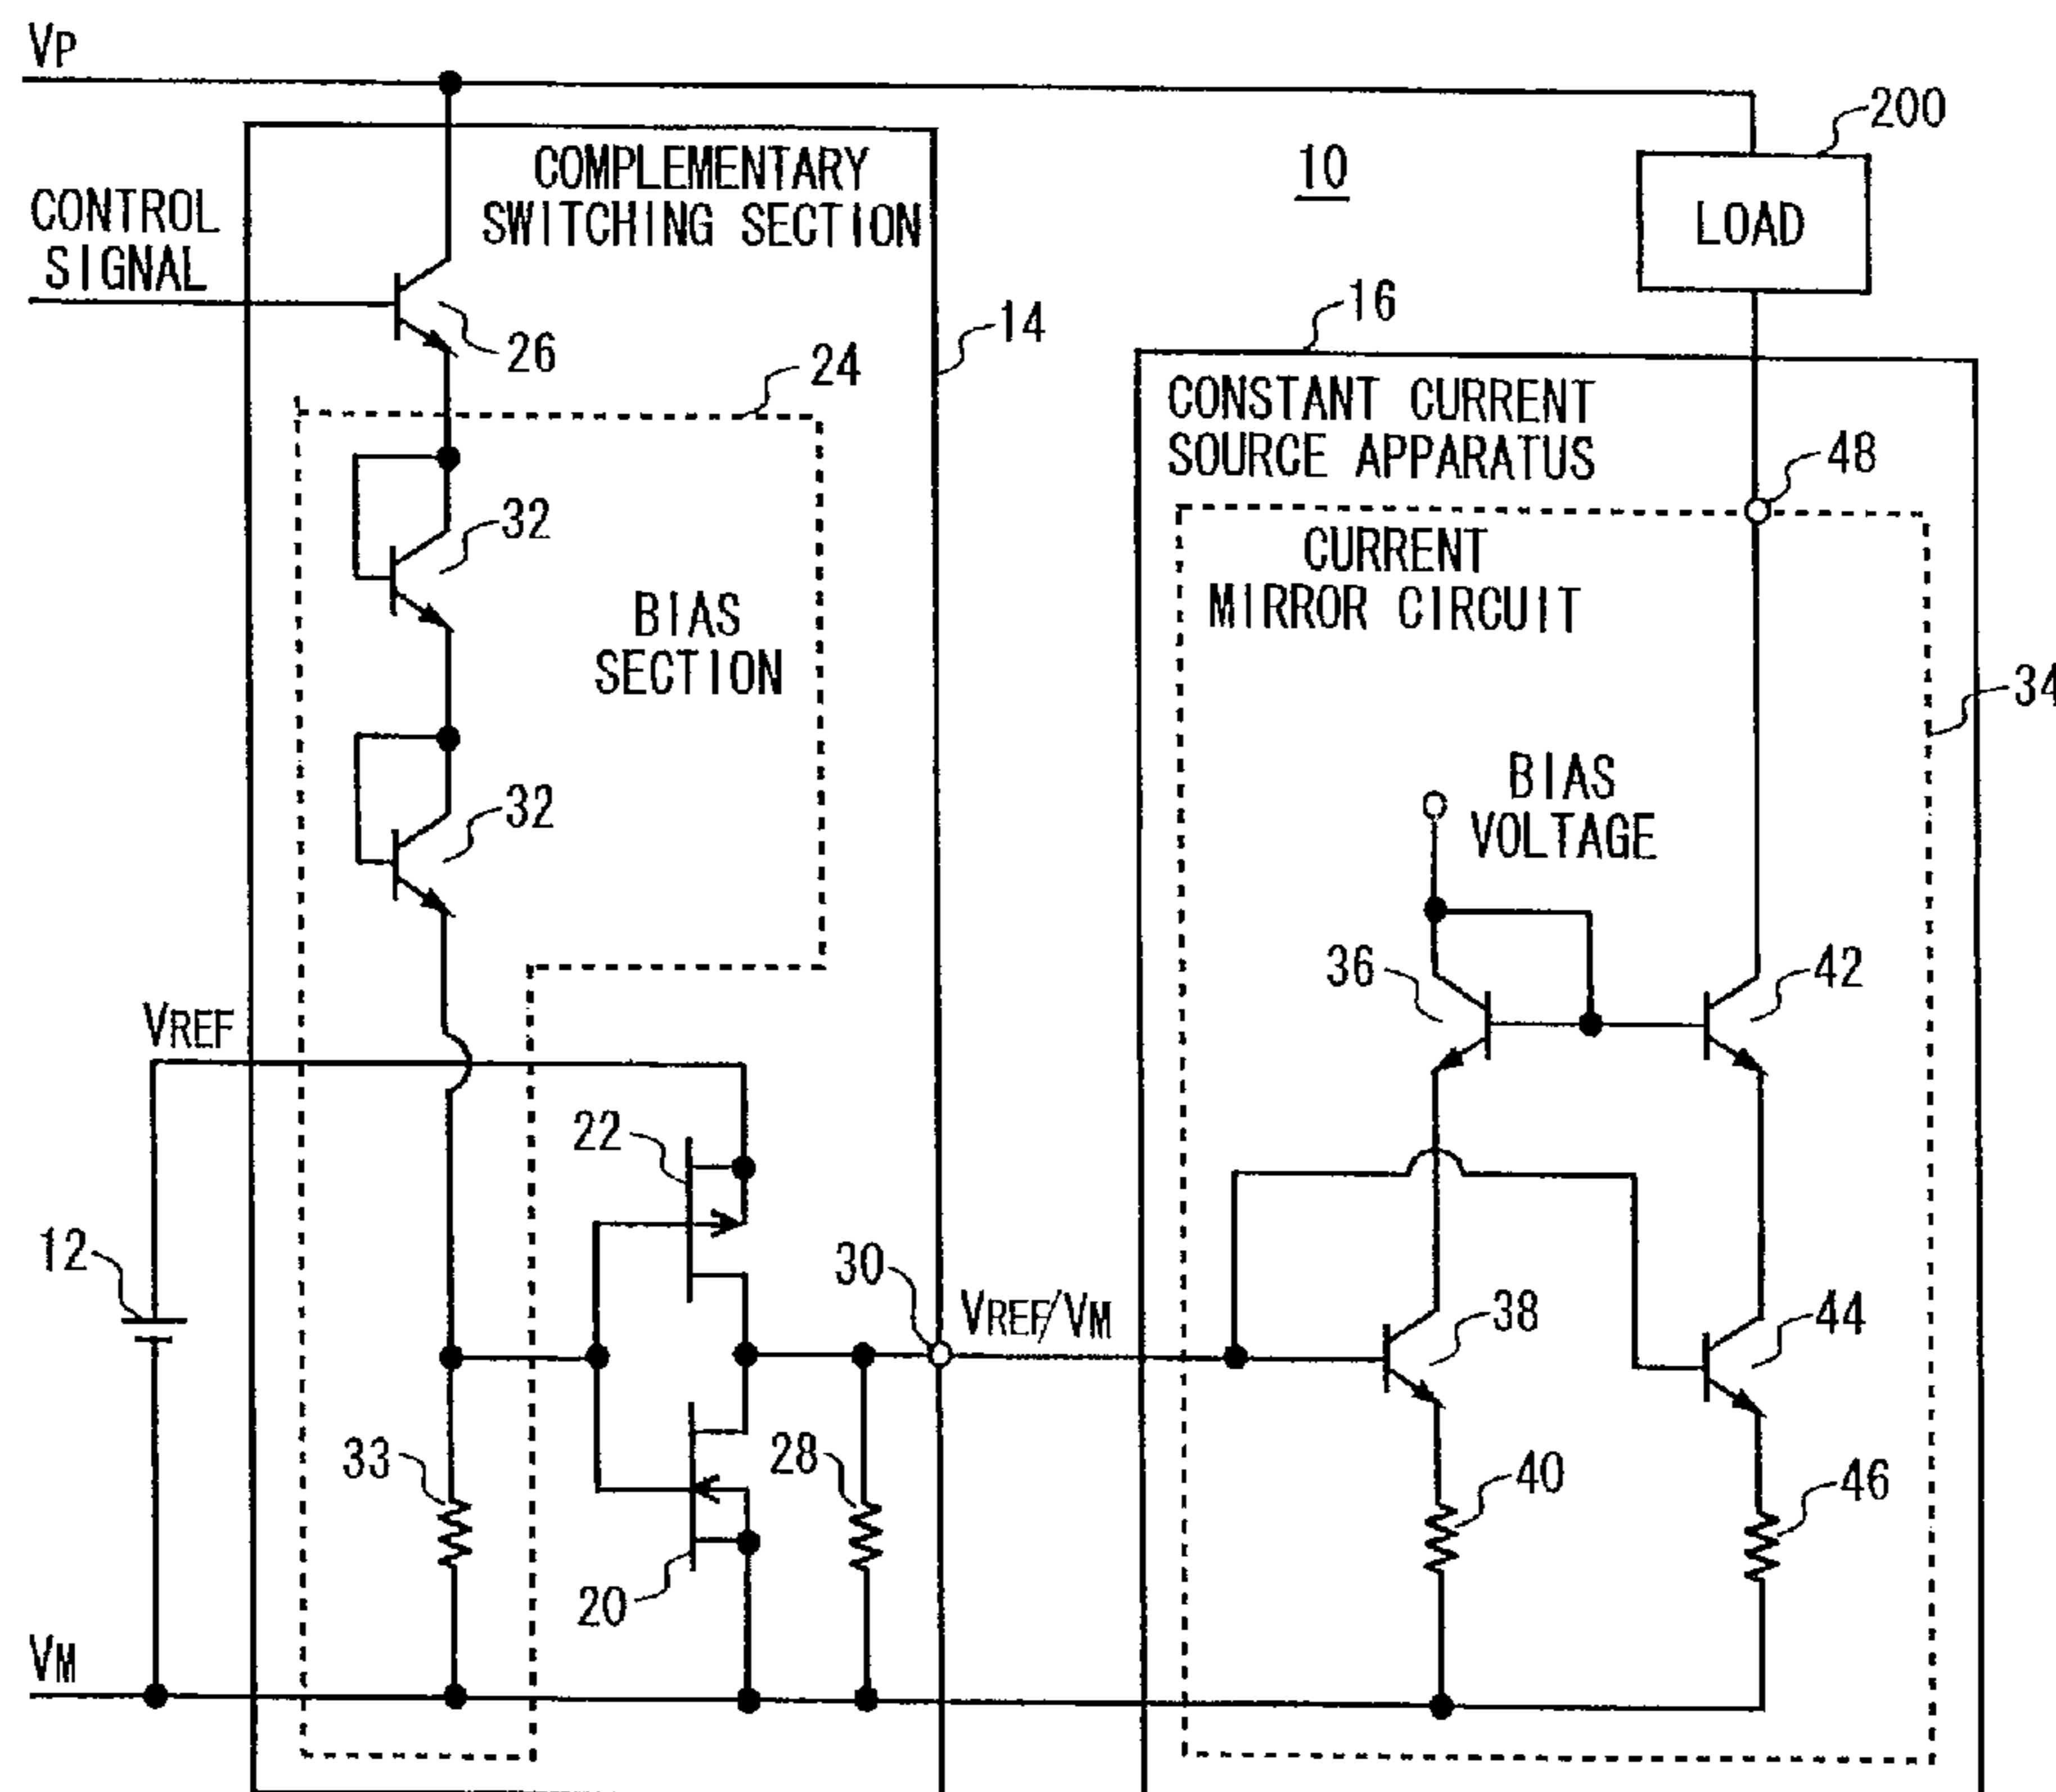 VP
200
COMPLEMENTARY
SWITCHING SECTION
10
LOAD
CONTROL
SIGNAL
26
14
16
24
CONSTANT CURRENT
SOURCE APPARATUS
48
32
CURRENT
MIRROR CIRCUIT
BIAS
SECTION
34
32
BIAS
VOLTAGE
36
42
VREF
22
12
30
VREF/VM
38
44
33
28
40
46
20
VM